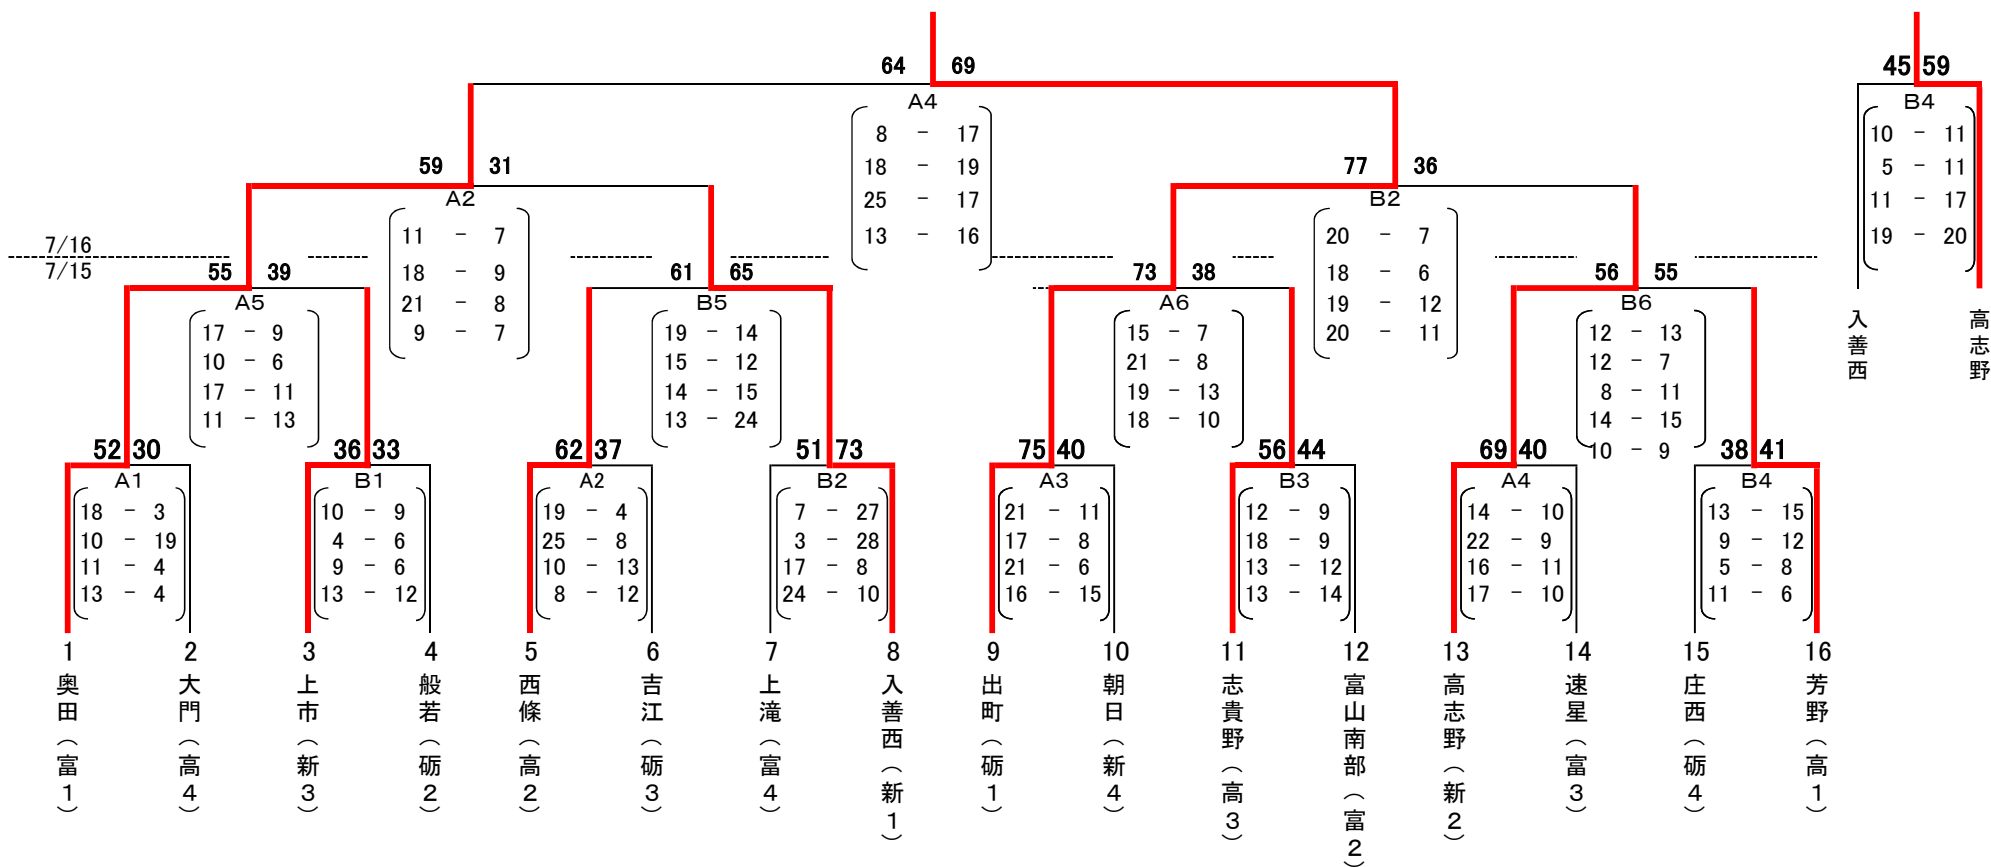 64 69
A4
8 - 17
18 - 19
25 - 17
13 - 16
45 59
B4
10 - 11
5 - 11
11 - 17
19 - 20
入善西
高志野
59 31
A2
11 - 7
18 - 9
21 - 8
9 - 7
77 36
B2
20 - 7
18 - 6
19 - 12
20 - 11
7/16
7/15
55 39
A5
17 - 9
10 - 6
17 - 11
11 - 13
61 65
B5
19 - 14
15 - 12
14 - 15
13 - 24
73 38
A6
15 - 7
21 - 8
19 - 13
18 - 10
56 55
B6
12 - 13
12 - 7
8 - 11
14 - 15
10 - 9
52 30
A1
18 - 3
10 - 19
11 - 4
13 - 4
36 33
B1
10 - 9
4 - 6
9 - 6
13 - 12
62 37
A2
19 - 4
25 - 8
10 - 13
8 - 12
51 73
B2
7 - 27
3 - 28
17 - 8
24 - 10
75 40
A3
21 - 11
17 - 8
21 - 6
16 - 15
56 44
B3
12 - 9
18 - 9
13 - 12
13 - 14
69 40
A4
14 - 10
22 - 9
16 - 11
17 - 10
38 41
B4
13 - 15
9 - 12
5 - 8
11 - 6
1 2 3 4 5 6 7 8 9 10 11 12 13 14 15 16
奥田（富１）
大門（高４）
上市（新３）
般若（砺２）
西條（高２）
吉江（砺３）
上滝（富４）
入善西（新１）
出町（砺１）
朝日（新４）
志貴野（高３）
富山南部（富２）
高志野（新２）
速星（富３）
庄西（砺４）
芳野（高１）